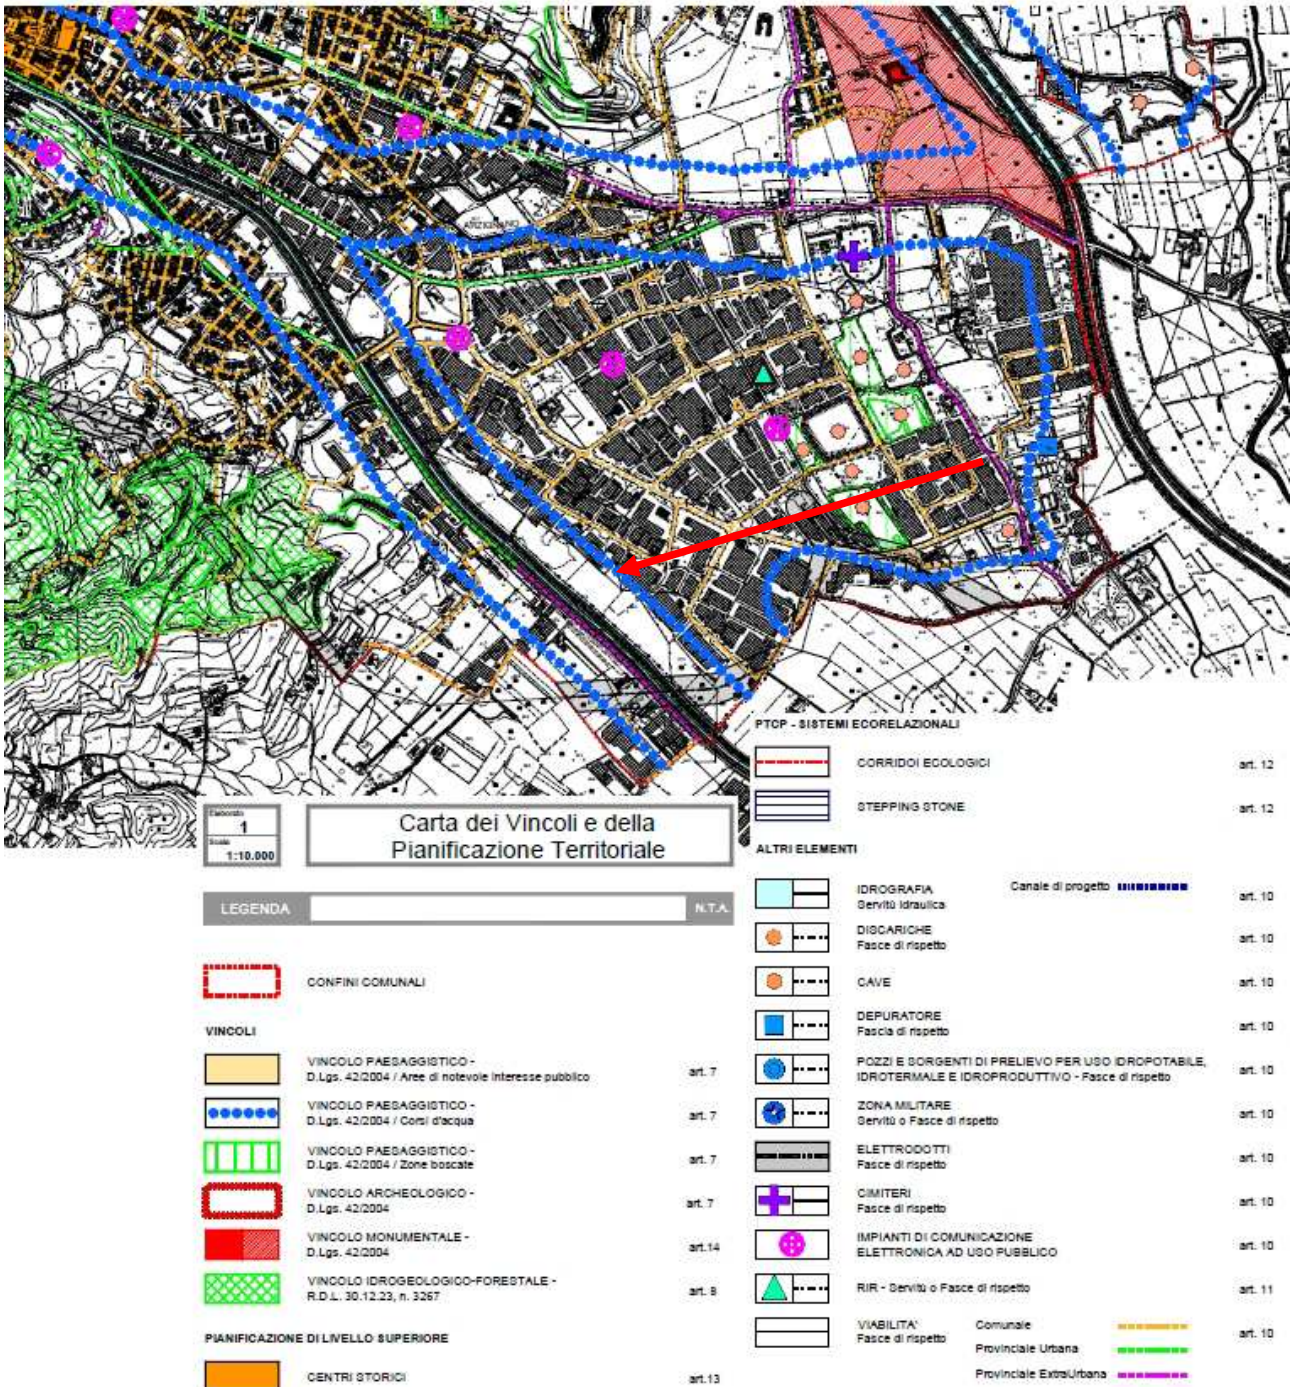 ARZIGNANO
PTCP - SISTEMI ECORELAZIONALI
CORRIDOI ECOLOGICI art. 12
STEPPING STONE art. 12
Elaborato
1
Scala
1:10.000
Carta dei Vincoli e della
Pianificazione Territoriale
LEGENDA N.T.A.
CONFINI COMUNALI
VINCOLI
VINCOLO PAESAGGISTICO -
D.Lgs. 42/2004 / Aree di notevole interesse pubblico art. 7
VINCOLO PAESAGGISTICO -
D.Lgs. 42/2004 / Corsi d'acqua art. 7
VINCOLO PAESAGGISTICO -
D.Lgs. 42/2004 / Zone boscate art. 7
VINCOLO ARCHEOLOGICO -
D.Lgs. 42/2004 art. 7
VINCOLO MONUMENTALE -
D.Lgs. 42/2004 art.14
VINCOLO IDROGEOLOGICO-FORESTALE -
R.D.L. 30.12.23, n. 3267
PIANIFICAZIONE DI LIVELLO SUPERIORE
CENTRI STORICI art.13
ALTRI ELEMENTI
IDROGRAFIA Canale di progetto
Servitù idraulica art. 10
DISCARICHE
Fasce di rispetto art. 10
CAVE art. 10
DEPURATORE
Fascia di rispetto art. 10
POZZI E SORGENTI DI PRELIEVO PER USO IDROPOTABILE,
IDROTERMALE E IDROPRODUTTIVO - Fasce di rispetto art. 10
ZONA MILITARE
Servitù o Fasce di rispetto art. 10
ELETTRODOTTI
Fasce di rispetto art. 10
CIMITERI
Fasce di rispetto art. 10
IMPIANTI DI COMUNICAZIONE
ELETTRONICA AD USO PUBBLICO art. 10
RIR - Servitù o Fasce di rispetto art. 11
VIABILITA' Comunale
Fasce di rispetto art. 10
Provinciale Urbana
Provinciale ExtraUrbana